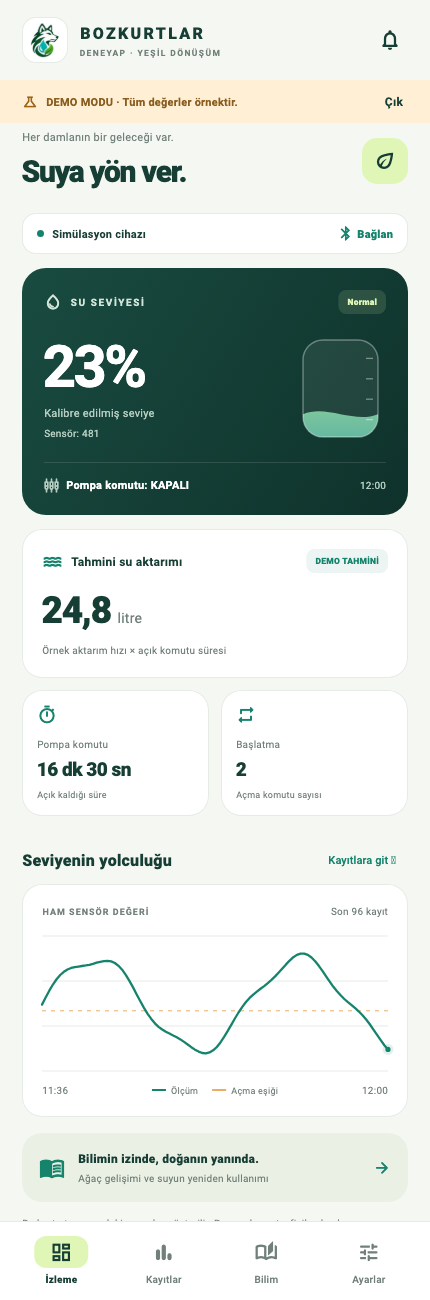 BOZKURTLAR
DENEYAP · YEŞİL DÖNÜŞÜM
DEMO MODU · Tüm değerler örnektir.
Çık
Her damlanın bir geleceği var.
Suya yön ver.
Simülasyon cihazı
Bağlan
SU SEVİYESİ
Normal
23%
Kalibre edilmiş seviye
Sensör: 481
Pompa komutu: KAPALI
12:00
Tahmini su aktarımı
DEMO TAHMİNİ
24,8 litre
Örnek aktarım hızı × açık komutu süresi
Pompa komutu
16 dk 30 sn
Açık kaldığı süre
Başlatma
2
Açma komutu sayısı
Seviyenin yolculuğu
Kayıtlara git
HAM SENSÖR DEĞERİ
Son 96 kayıt
11:36
Ölçüm
Açma eşiği
12:00
Bilimin izinde, doğanın yanında.
Ağaç gelişimi ve suyun yeniden kullanımı
İzleme
Kayıtlar
Bilim
Ayarlar